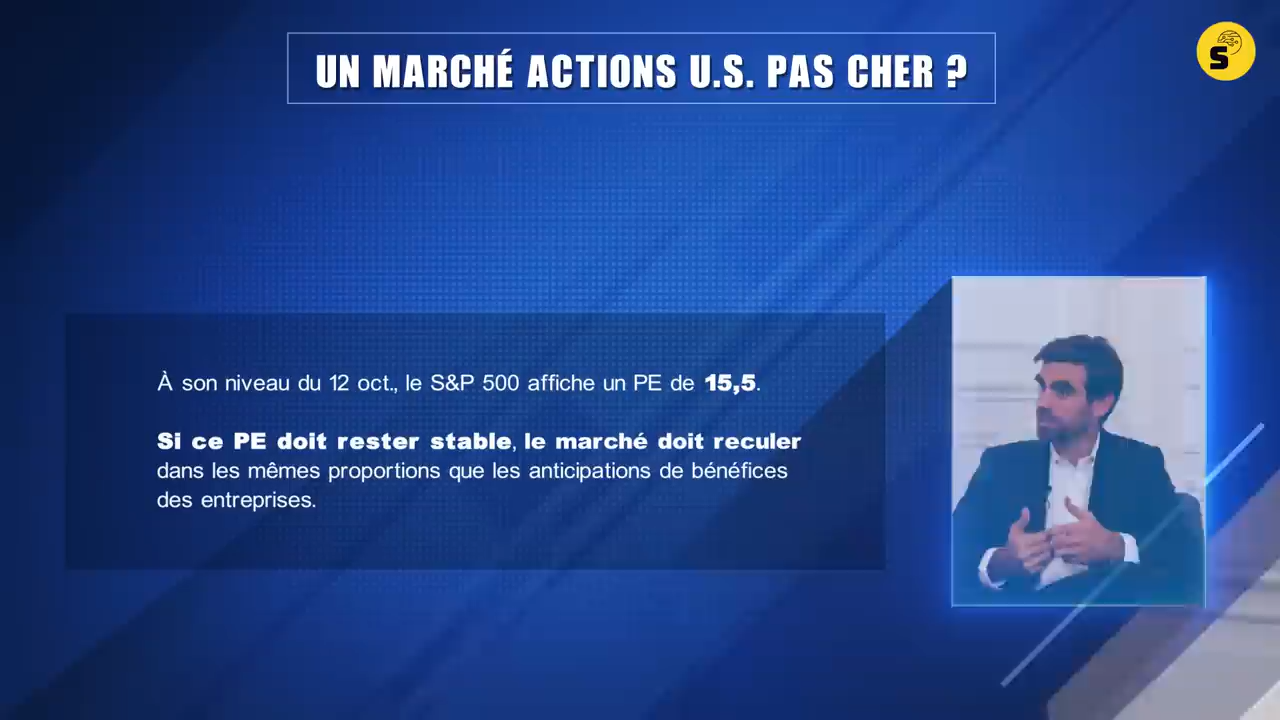 UN MARCHÉ ACTIONS U.S. PAS CHER ?
S
À son niveau du 12 oct., le S&P 500 affiche un PE de 15,5.
Si ce PE doit rester stable, le marché doit reculer
dans les mêmes proportions que les anticipations de bénéfices
des entreprises.